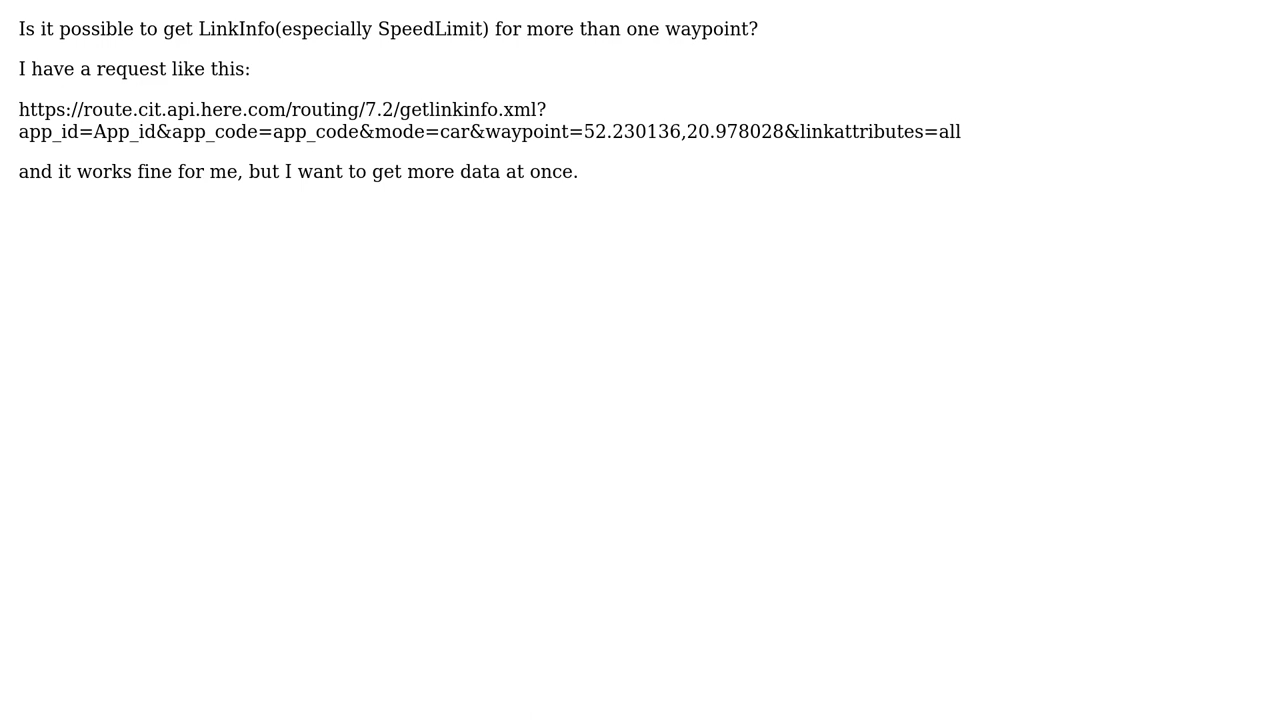 Is it possible to get LinkInfo(especially SpeedLimit) for more than one waypoint?
I have a request like this:
https://route.cit.api.here.com/routing/7.2/getlinkinfo.xml?
app_id=App_id&app_code=app_code&mode=car&waypoint=52.230136,20.978028&linkattributes=all
and it works fine for me, but I want to get more data at once.